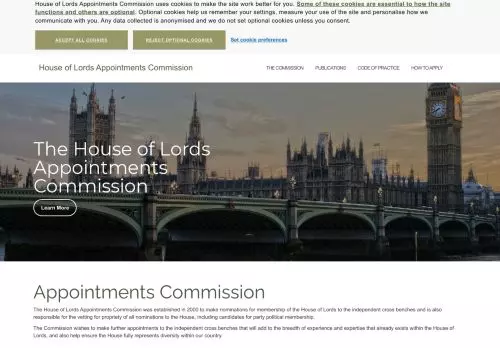 House of Lords Appointments Commission uses cookies to make the site work better for you. Some of these cookies are essential to how the site
functions and others are optional. Optional cookies help us remember your settings, measure your use of the site and personalise how we
communicate with you. Any data collected is anonymised and we do not set optional cookies unless you consent.
ACCEPT ALL COOKIES REJECT OPTIONAL COOKIES Set cookie preferences
House of Lords Appointments Commission THE COMMISSION PUBLICATIONS CODE OF PRACTICE HOW TO APPLY
The House of Lords
Appointments
Commission
Learn More
Appointments Commission
The House of Lords Appointments Commission was established in 2000 to make nominations for membership of the House of Lords to the independent cross benches and is also
responsible for the vetting for propriety of all nominations to the House, including candidates for party political membership.
The Commission wishes to make further appointments to the independent cross benches that will add to the breadth of experience and expertise that already exists within the House of
Lords, and also help ensure the House fully represents diversity within our country.